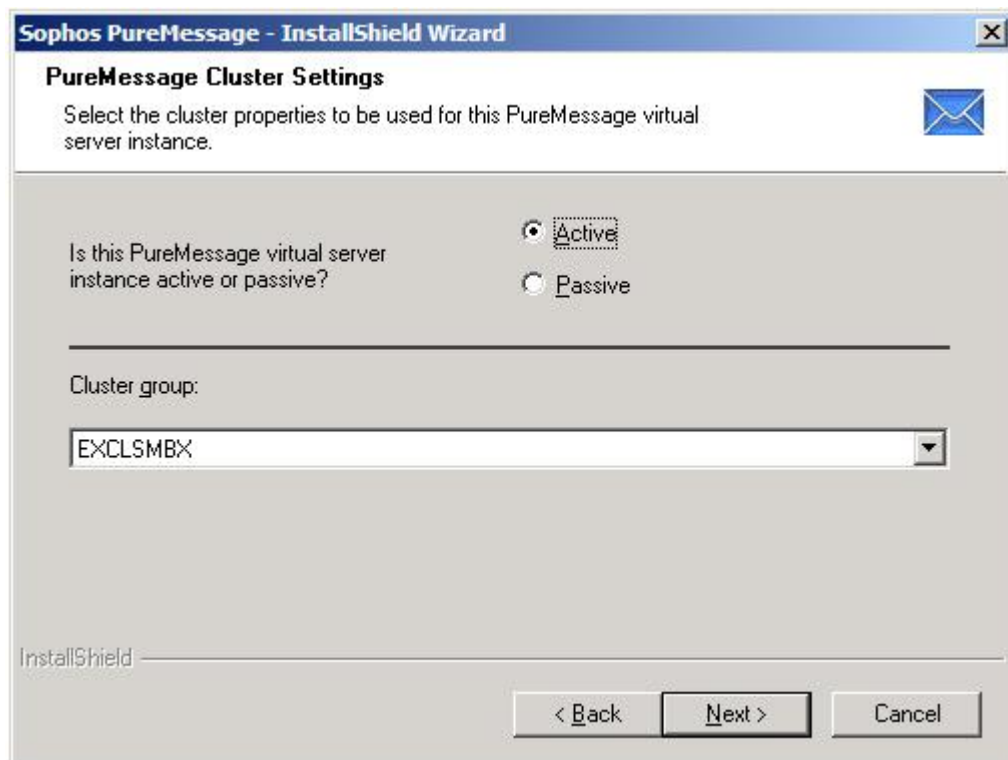 Sophos PureMessage - InstallShield Wizard
PureMessage Cluster Settings
Select the cluster properties to be used for this PureMessage virtual
server instance.
Is this PureMessage virtual server
instance active or passive?
Active
Passive
Cluster group:
EXCLSMBX
InstallShield
< Back
Next >
Cancel